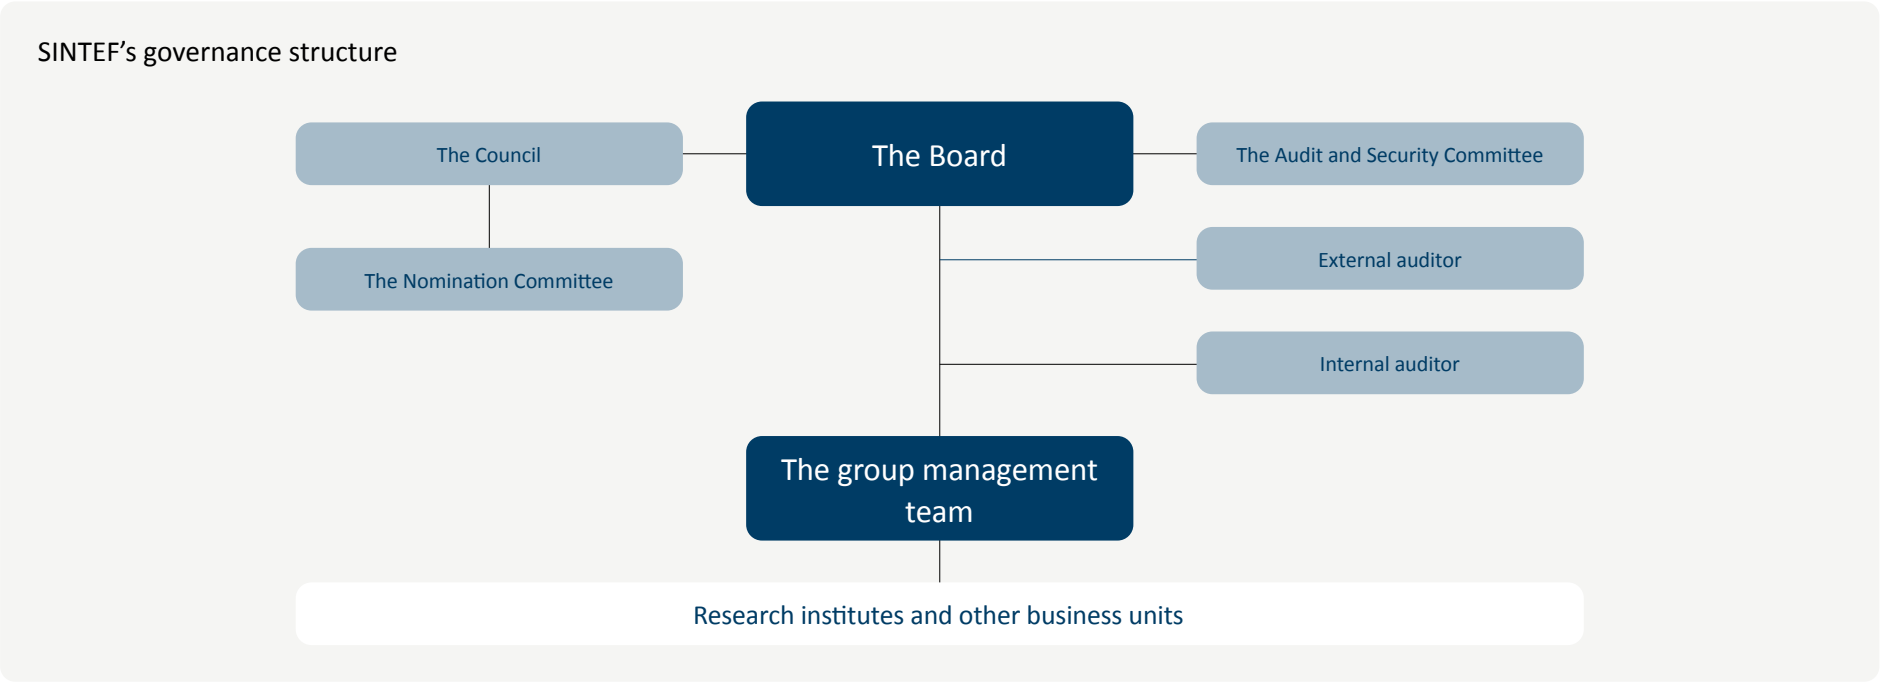 SINTEF’s governance structure
The Council
The Board
The Audit and Security Committee
The Nomination Committee
External auditor
Internal auditor
The group management
team
Research institutes and other business units